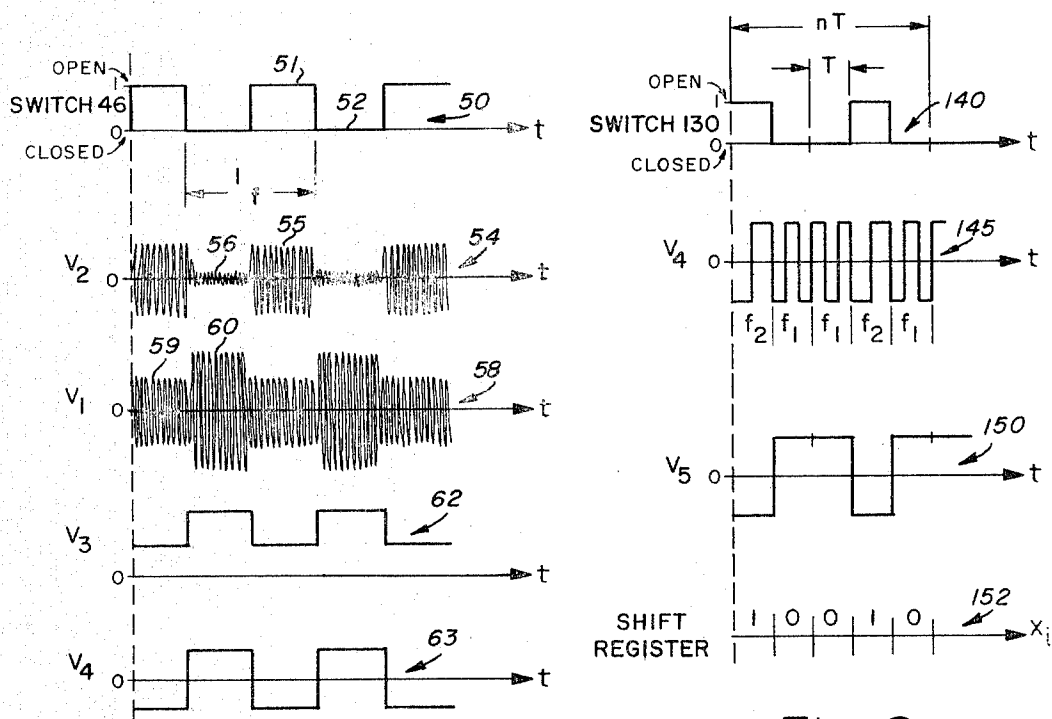 OPEN
1
SWITCH 46
0
CLOSED
51
52
50
t
1
f
V2
0
56
55
54
t
59
60
V1
0
58
t
V3
0
62
t
V4
0
63
t
nT
T
OPEN
1
SWITCH 130
0
CLOSED
140
t
V4
0
145
t
f2 f1 f1 f2 f1
V5
0
150
t
SHIFT
REGISTER
1 0 0 1 0
152
Xi